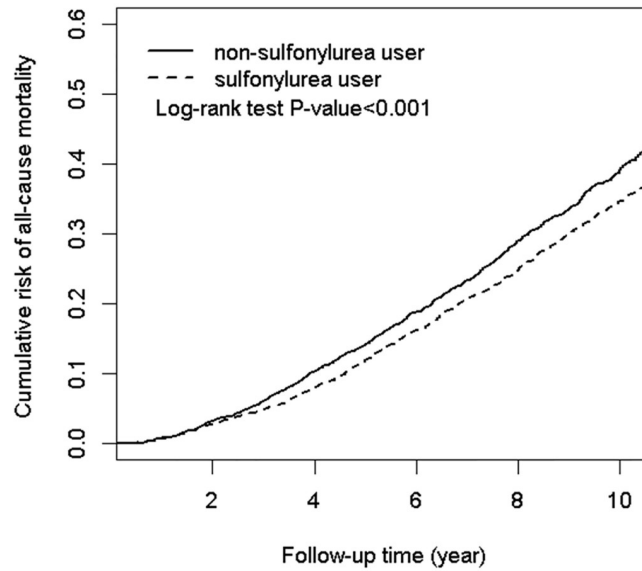 Cumulative risk of all-cause mortality
0.6
0.5
0.4
0.3
0.2
0.1
0.0
non-sulfonylurea user
sulfonylurea user
Log-rank test P-value<0.001
2 4 6 8 10
Follow-up time (year)